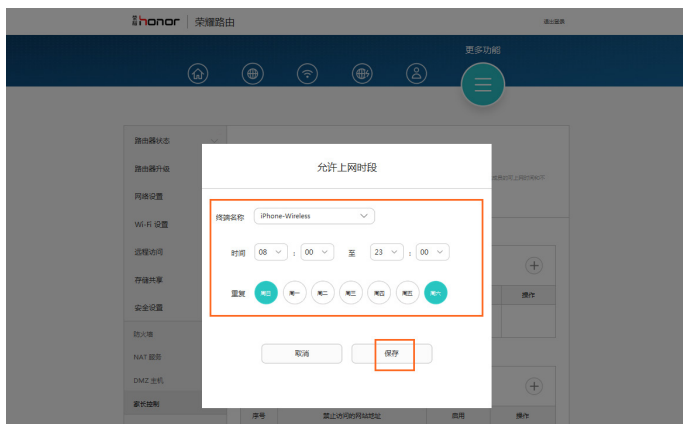 honor 荣耀路由
退出登录
更多功能
路由器状态
路由器升级
网络设置
Wi-Fi 设置
远程访问
存储共享
安全设置
防火墙
NAT 服务
DMZ 主机
家长控制
允许上网时段
终端名称 iPhone-Wireless
时间 08 : 00 至 23 : 00
重复 周日 周一 周二 周三 周四 周五 周六
取消 保存
操作
序号 禁止访问的网站地址 启用 操作